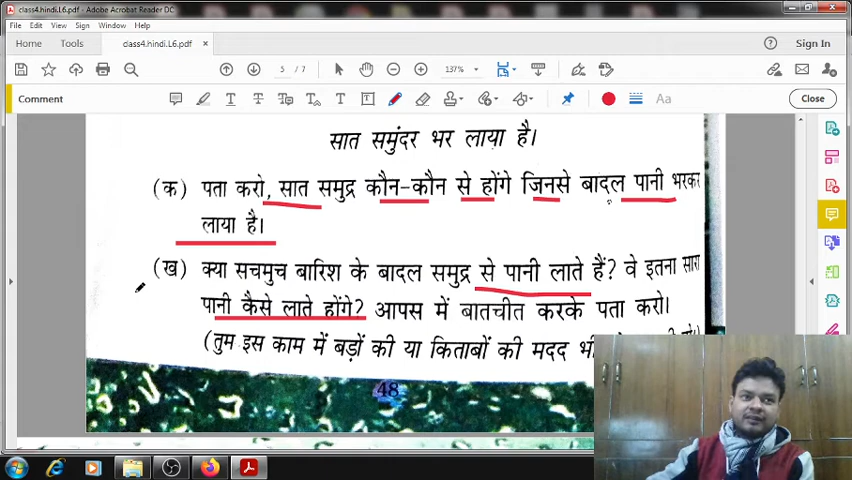 class4.hindi.L6.pdf - Adobe Acrobat Reader DC
File Edit View Sign Window Help
Home Tools class4.hindi.L6.pdf × Sign In
5 / 7 137%
Comment T T T T T Aa Close
सात समुंदर भर लाया है।
(क) पता करो, सात समुद्र कौन-कौन से होंगे जिनसे बादल पानी भरकर
लाया है।
(ख) क्या सचमुच बारिश के बादल समुद्र से पानी लाते हैं? वे इतना सारा
पानी कैसे लाते होंगे? आपस में बातचीत करके पता करो।
(तुम इस काम में बड़ों की या किताबों की मदद भी
48